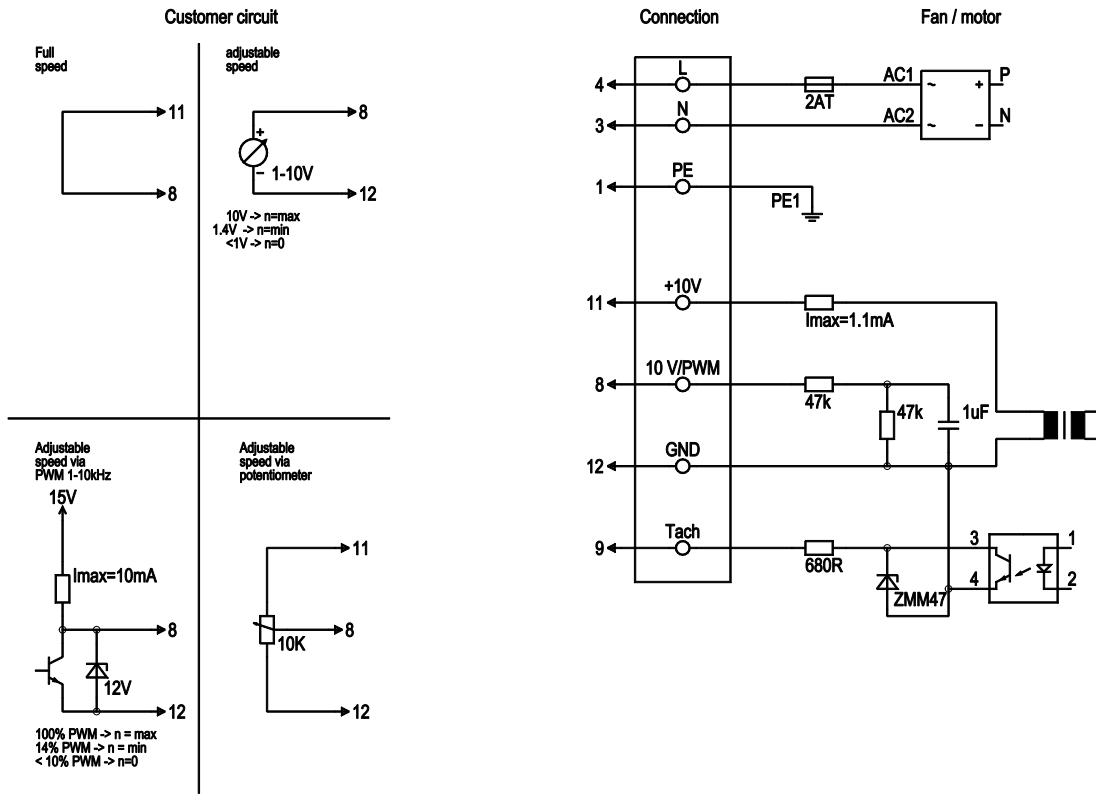 Customer circuit
Full
speed
11
8
adjustable
speed
8
+
−
1-10V
12
10V -> n=max
1.4V -> n=min
<1V -> n=0
Adjustable
speed via
PWM 1-10kHz
15V
Imax=10mA
8
12V
12
100% PWM -> n = max
14% PWM -> n = min
< 10% PWM -> n=0
Adjustable
speed via
potentiometer
11
8
10K
12
Connection
Fan / motor
L
4
2AT
AC1
~
+
P
N
3
AC2
~
−
N
PE
1
PE1
+10V
11
Imax=1.1mA
10 V/PWM
8
47k
47k
1uF
GND
12
Tach
9
680R
ZMM47
3
1
4
2